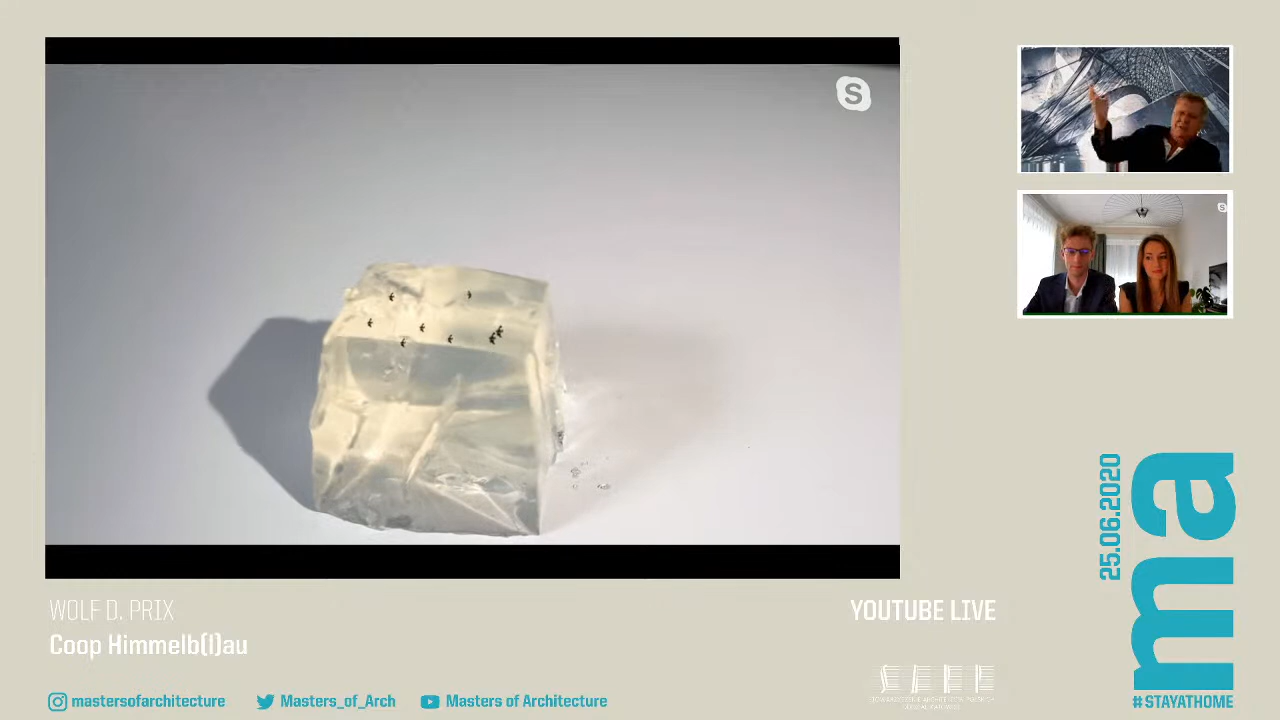 S
S
WOLF D. PRIX
Coop Himmelb(l)au
YOUTUBE LIVE
mastersofarchitecture
Masters_of_Arch
Masters of Architecture
25.06.2020
ma
#STAYATHOME